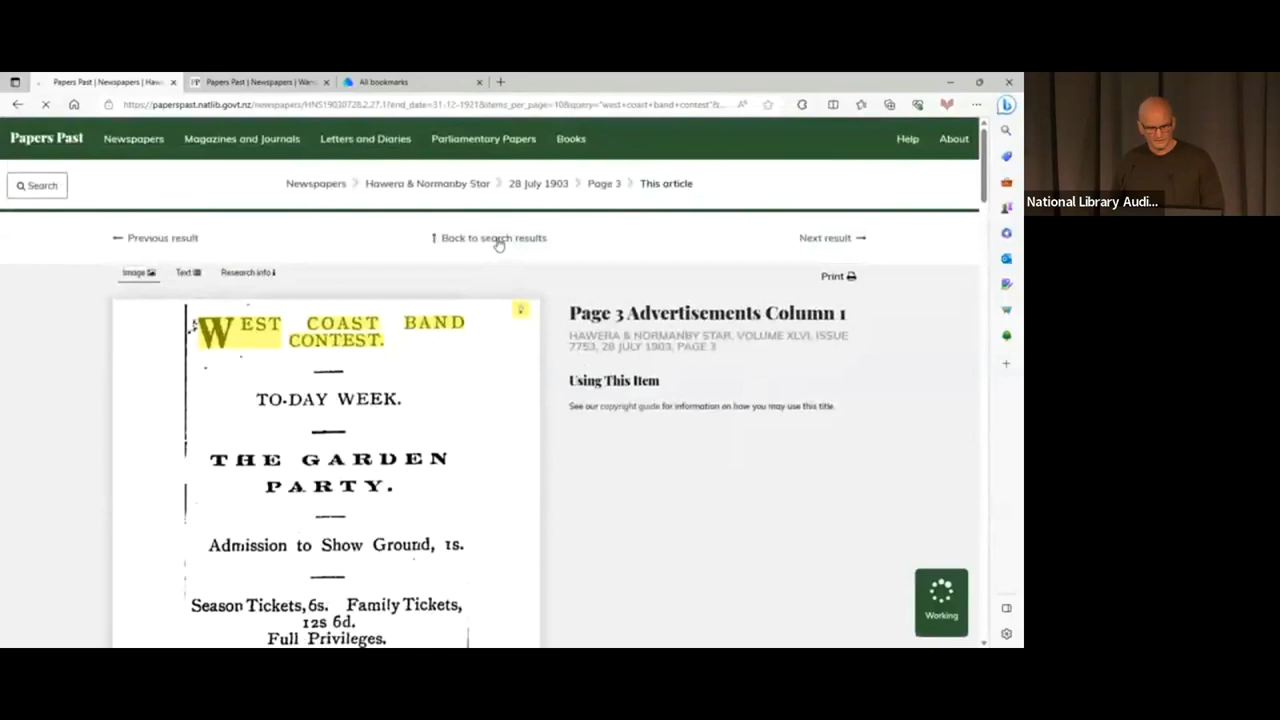 Papers Past | Newspapers | Hawe
Papers Past | Newspapers | Wan
All bookmarks
Papers Past
Newspapers
Magazines and Journals
Letters and Diaries
Parliamentary Papers
Books
Help
About
Search
Newspapers
Hawera & Normanby Star
28 July 1903
Page 3
This article
Previous result
Back to search results
Next result
Image
Text
Research info
Print
WEST COAST BAND
CONTEST.
TO-DAY WEEK.
THE GARDEN
PARTY.
Admission to Show Ground, 1s.
Season Tickets, 6s. Family Tickets,
12s 6d.
Full Privileges.
Page 3 Advertisements Column 1
HAWERA & NORMANBY STAR, VOLUME XLVI, ISSUE
7753, 28 JULY 1903, PAGE 3
Using This Item
See our copyright guide for information on how you may use this title.
Working
National Library Audi...